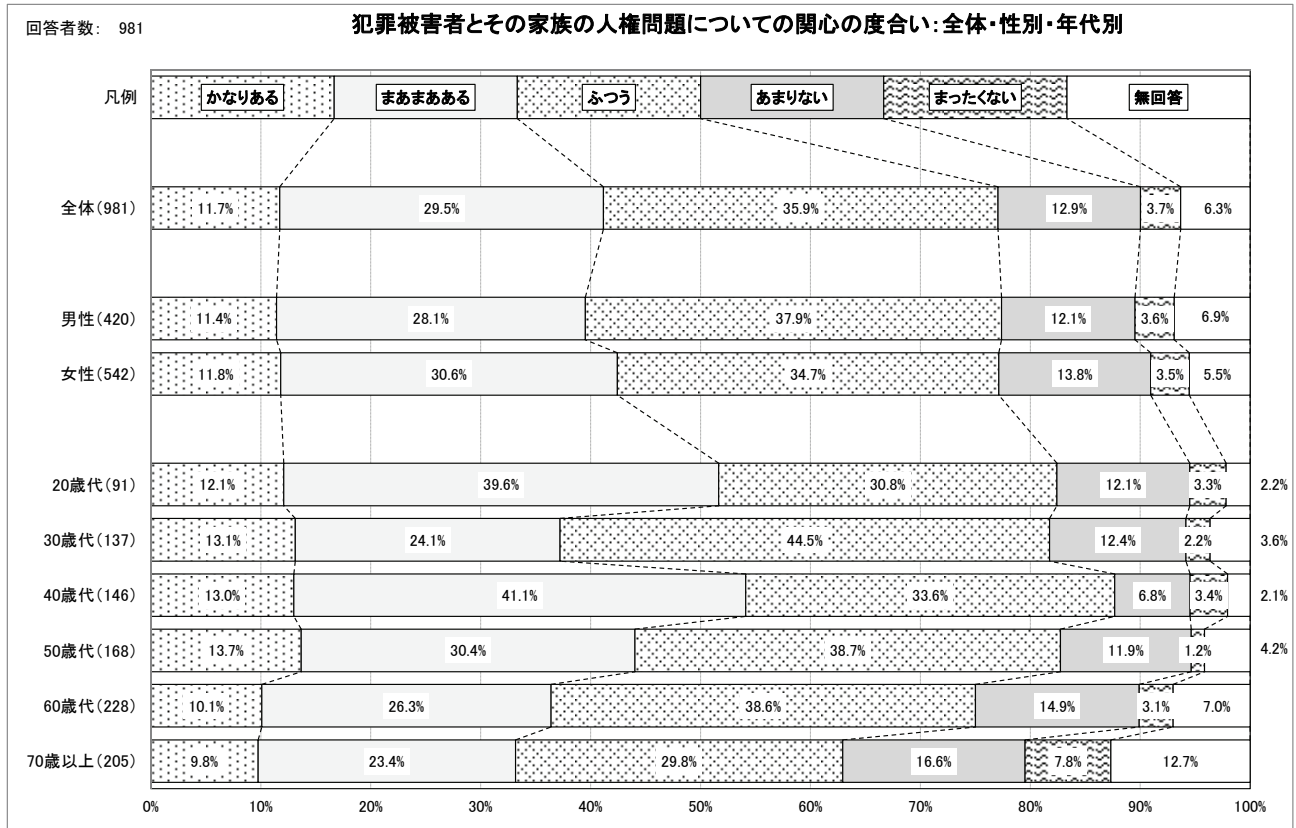 回答者数： 981
犯罪被害者とその家族の人権問題についての関心の度合い：全体・性別・年代別
凡例
かなりある まあまあある ふつう あまりない まったくない 無回答
全体(981) 11.7% 29.5% 35.9% 12.9% 3.7% 6.3%
男性(420) 11.4% 28.1% 37.9% 12.1% 3.6% 6.9%
女性(542) 11.8% 30.6% 34.7% 13.8% 3.5% 5.5%
20歳代(91) 12.1% 39.6% 30.8% 12.1% 3.3% 2.2%
30歳代(137) 13.1% 24.1% 44.5% 12.4% 2.2% 3.6%
40歳代(146) 13.0% 41.1% 33.6% 6.8% 3.4% 2.1%
50歳代(168) 13.7% 30.4% 38.7% 11.9% 1.2% 4.2%
60歳代(228) 10.1% 26.3% 38.6% 14.9% 3.1% 7.0%
70歳以上(205) 9.8% 23.4% 29.8% 16.6% 7.8% 12.7%
0% 10% 20% 30% 40% 50% 60% 70% 80% 90% 100%